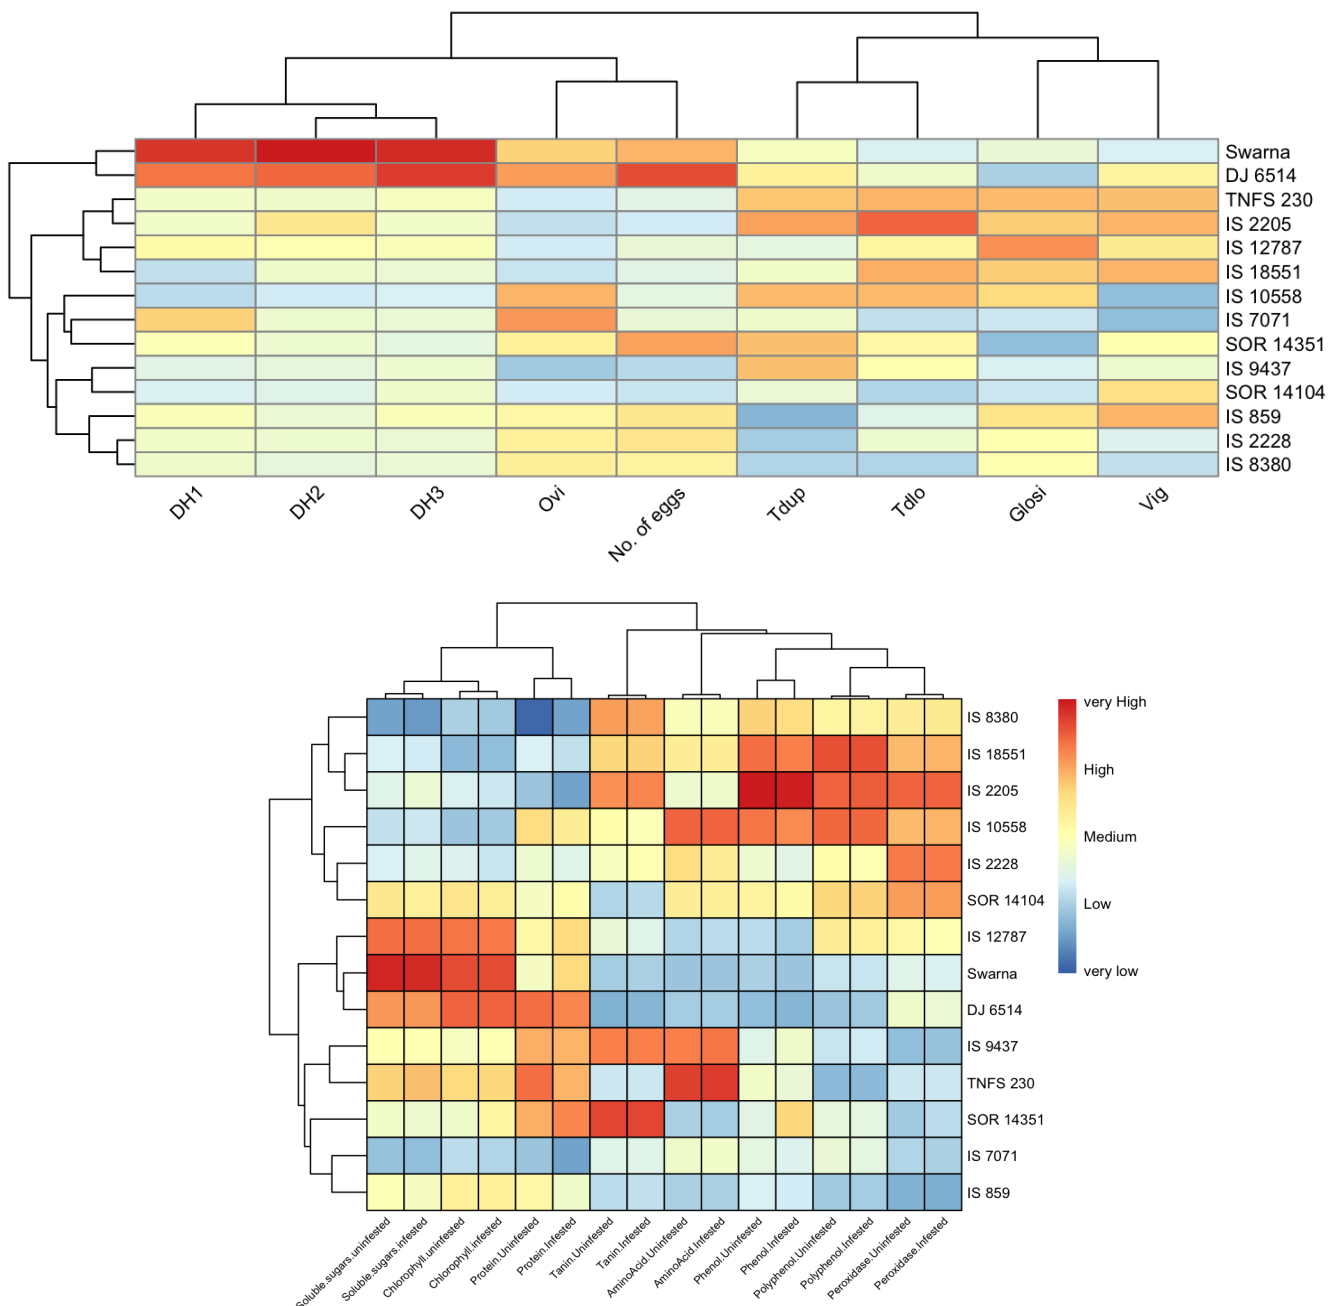 Swarna
DJ 6514
TNFS 230
IS 2205
IS 12787
IS 18551
IS 10558
IS 7071
SOR 14351
IS 9437
SOR 14104
IS 859
IS 2228
IS 8380
DH1
DH2
DH3
Ovi
No. of eggs
Tdup
Tdlo
Glosi
Vig
IS 8380
IS 18551
IS 2205
IS 10558
IS 2228
SOR 14104
IS 12787
Swarna
DJ 6514
IS 9437
TNFS 230
SOR 14351
IS 7071
IS 859
very High
High
Medium
Low
very low
Soluble.sugars.uninfested
Soluble.sugars.infested
Chlorophyll.uninfested
Chlorophyll.infested
Protein.Uninfested
Protein.Infested
Tanin.Uninfested
Tanin.Infested
AminoAcid.Uninfested
AminoAcid.Infested
Phenol.Uninfested
Phenol.Infested
Polyphenol.Uninfested
Polyphenol.Infested
Peroxidase.Uninfested
Peroxidase.Infested